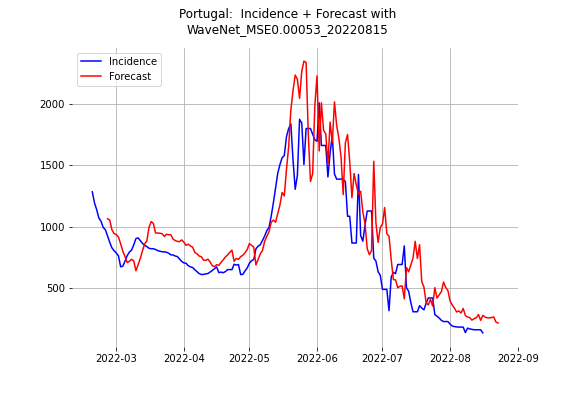 Portugal:  Incidence + Forecast with
WaveNet_MSE0.00053_20220815
Incidence
Forecast
2000
1500
1000
500
2022-03
2022-04
2022-05
2022-06
2022-07
2022-08
2022-09